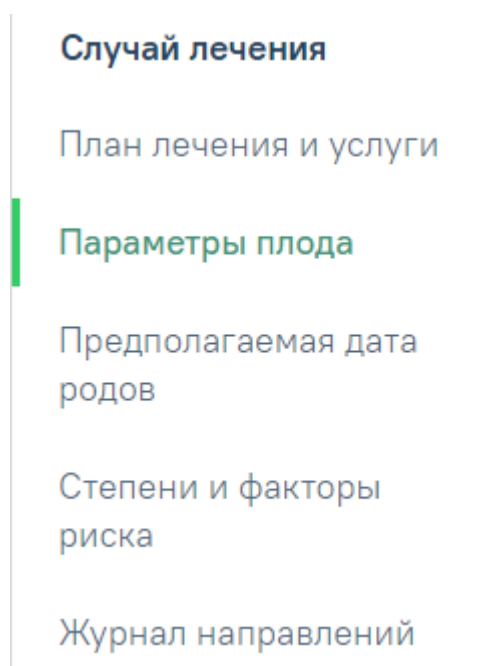 Случай лечения
План лечения и услуги
Параметры плода
Предполагаемая дата
родов
Степени и факторы
риска
Журнал направлений